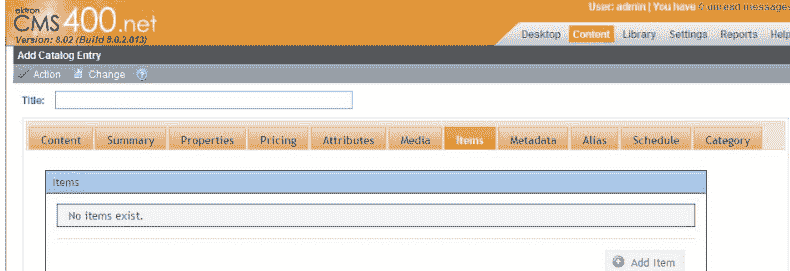 ektron
CMS400.net
User: admin | You have 0 unread messages
Version: 8.02 (Build 8.0.2.013)
Desktop Content Library Settings Reports Help
Add Catalog Entry
Action Change
Title:
Content Summary Properties Pricing Attributes Media Items Metadata Alias Schedule Category
Items
No items exist.
Add Item